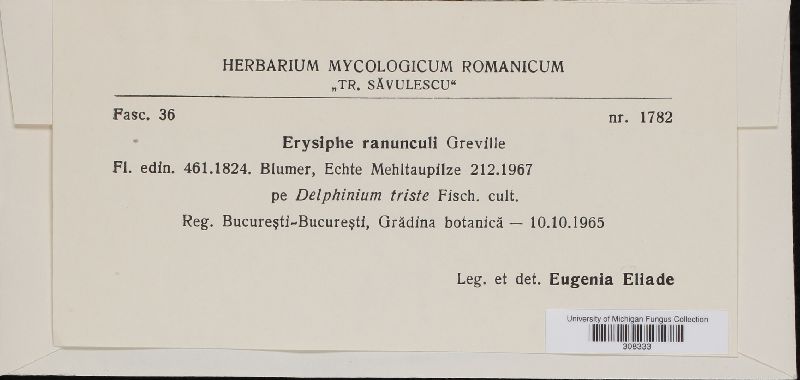 HERBARIUM MYCOLOGICUM ROMANICUM
„TR. SĂVULESCU“
Fasc. 36 nr. 1782
Erysiphe ranunculi Greville
Fl. edin. 461.1824. Blumer, Echte Mehltaupilze 212.1967
pe Delphinium triste Fisch. cult.
Reg. București-București, Grădina botanică — 10.10.1965
Leg. et det. Eugenia Eliade
University of Michigan Fungus Collection
308333